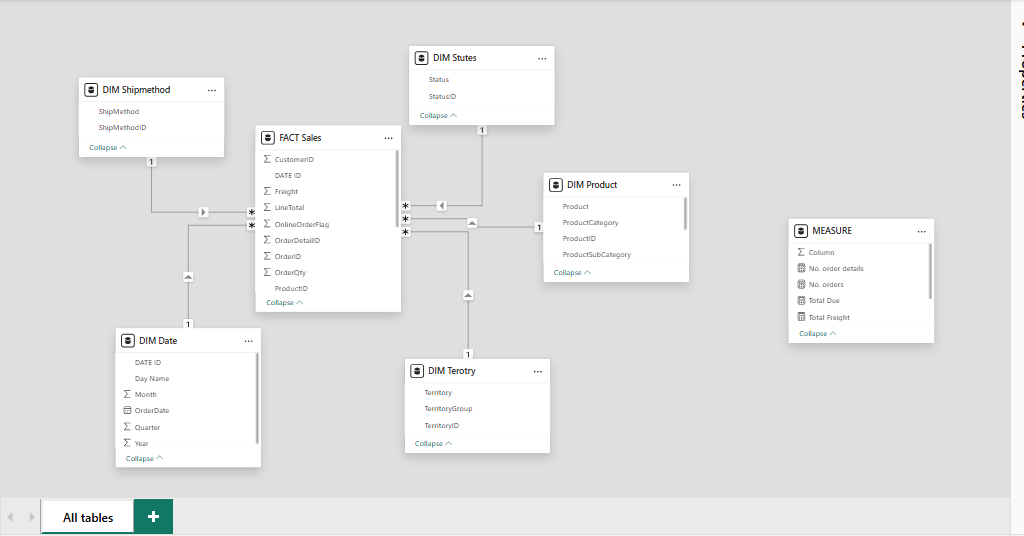 DIM Shipmethod
ShipMethod
ShipMethodID
Collapse
1
DIM Stutes
Status
StatusID
Collapse
1
FACT Sales
CustomerID
DATE ID
Freight
LineTotal
OnlineOrderFlag
OrderDetailID
OrderID
OrderQty
ProductID
Collapse
*
*
*
*
*
DIM Product
Product
ProductCategory
ProductID
ProductSubCategory
Collapse
1
MEASURE
Column
No. order details
No. orders
Total Due
Total Freight
Collapse
1
DIM Date
DATE ID
Day Name
Month
OrderDate
Quarter
Year
Collapse
1
DIM Terotry
Territory
TerritoryGroup
TerritoryID
Collapse
All tables
+